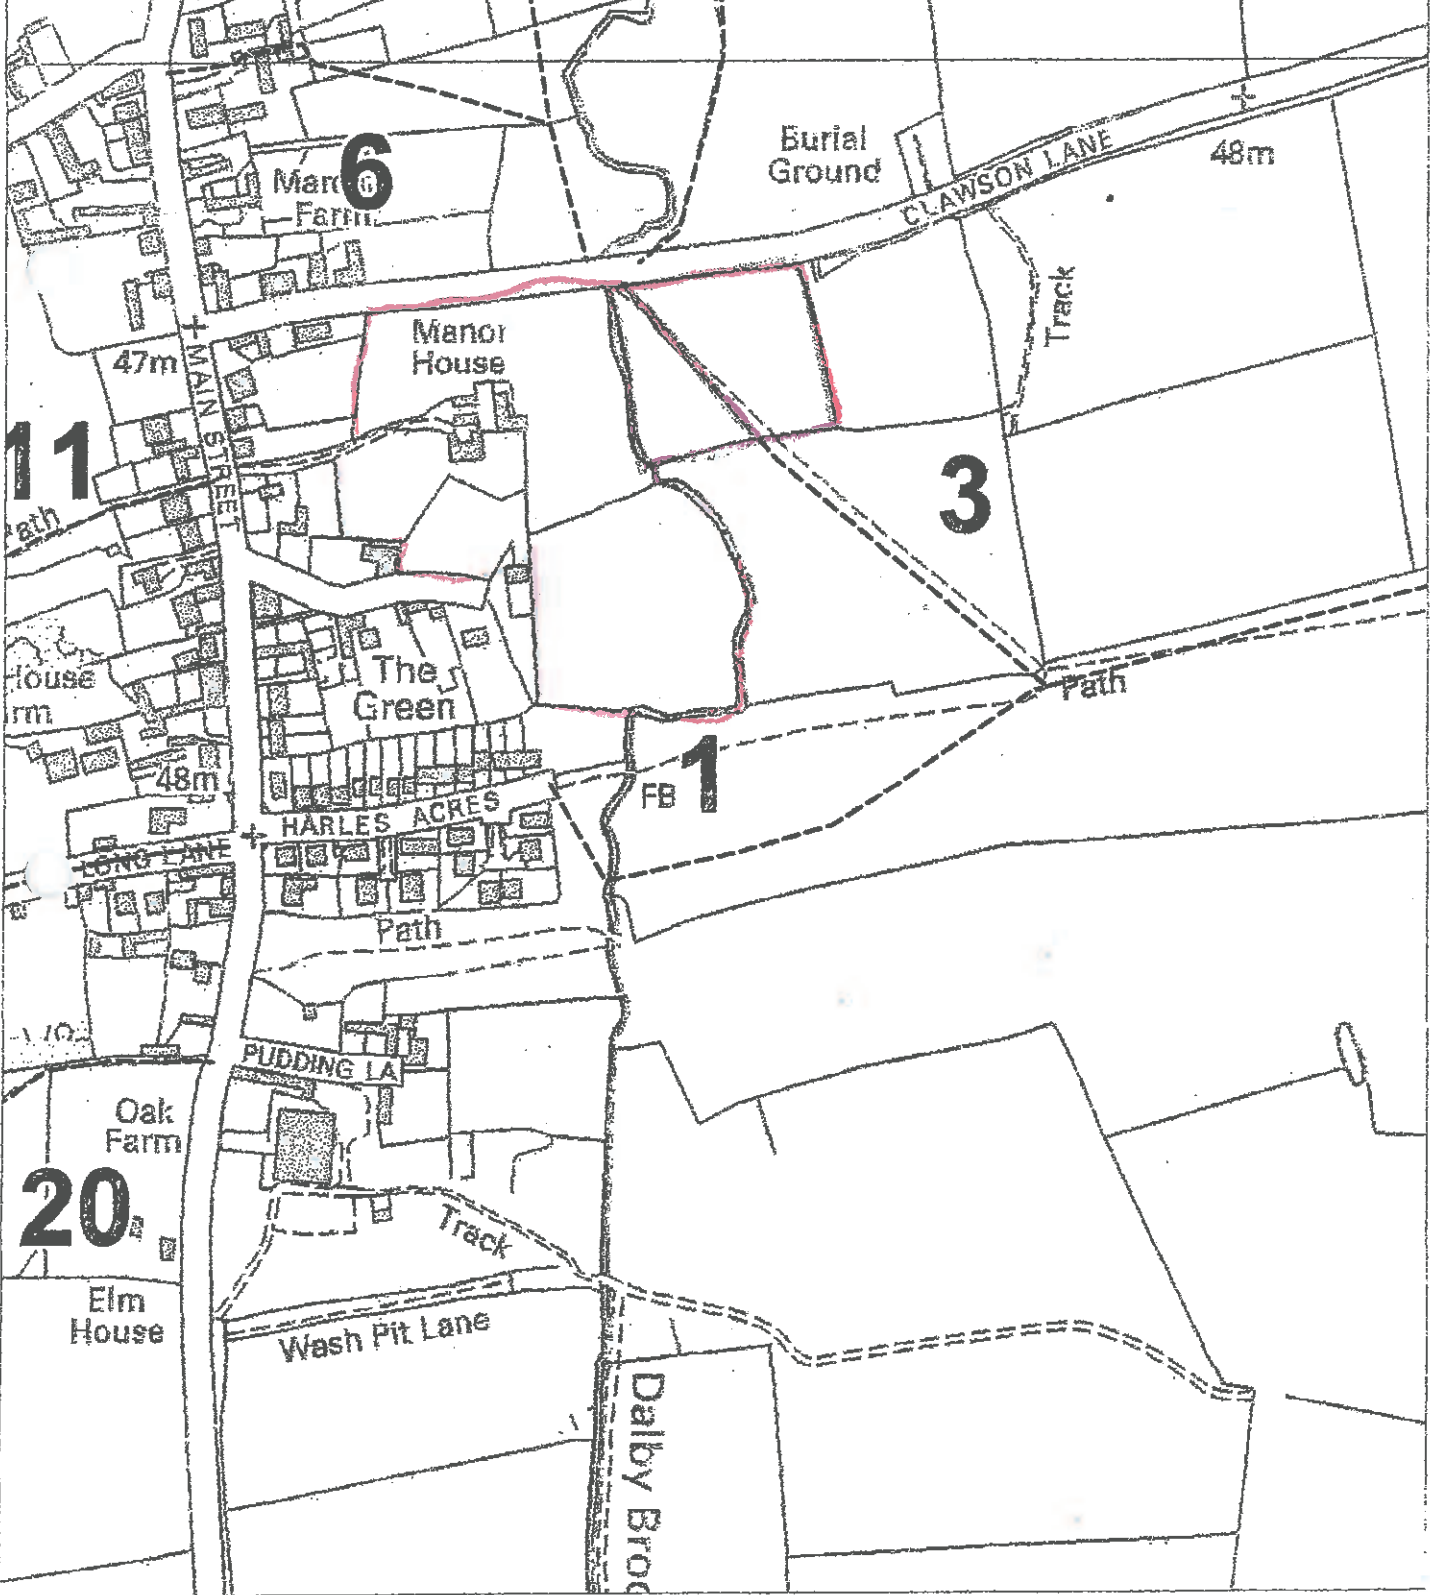 6
Burial
Ground
CLAWSON LANE
48m
Farm
Manor
House
47m
Track
MAIN STREET
11
3
Path
The
Green
House
Path
1
FB
48m
HARLES ACRES
LONG LANE
Path
PUDDING LA
Oak
Farm
20
Track
Elm
House
Wash Pit Lane
Dalby Broo